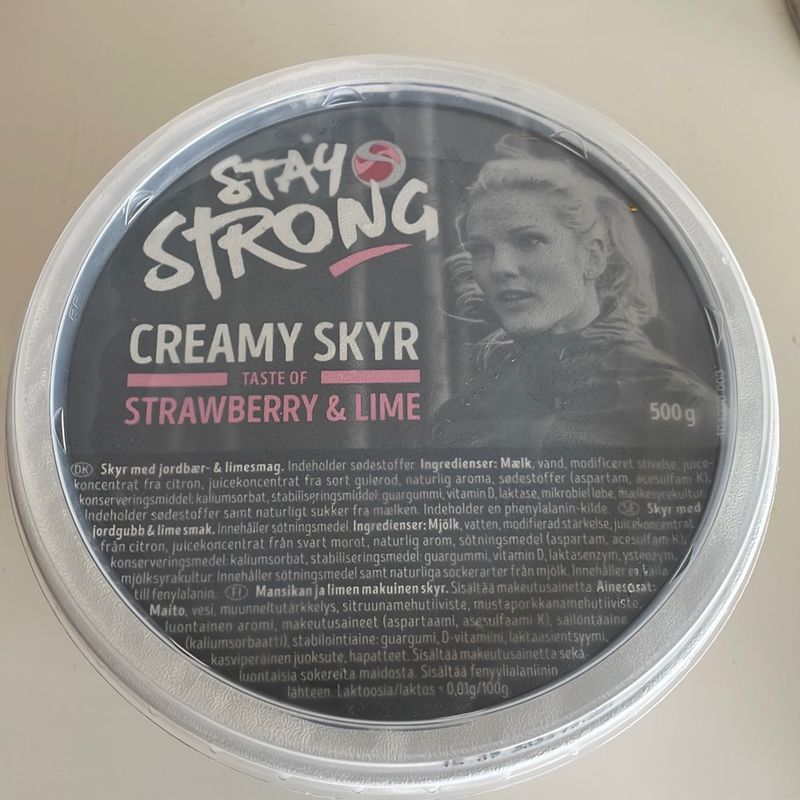 STAY
STRONG
CREAMY SKYR
TASTE OF
STRAWBERRY & LIME
500 g
DK Skyr med jordbær- & limesmag. Indeholder sødestoffer. Ingredienser: Mælk, vand, modificeret stivelse, juice-
koncentrat fra citron, juicekoncentrat fra sort gulerod, naturlig aroma, sødestoffer (aspartam, acesulfam K),
konserveringsmiddel: kaliumsorbat, stabiliseringsmiddel: guargummi, vitamin D, laktase, mikrobiel løbe, mælkesyrekultur.
Indeholder sødestoffer samt naturligt sukker fra mælken. Indeholder en phenylalanin-kilde. SE Skyr med
jordgubb & lime smak. Innehåller sötningsmedel. Ingredienser: Mjölk, vatten, modifierad stärkelse, juicekoncentrat
från citron, juicekoncentrat från svart morot, naturlig arom, sötningsmedel (aspartam, acesulfam K),
konserveringsmedel: kaliumsorbat, stabiliseringsmedel: guargummi, vitamin D, laktasenzym, ystenzym,
mjölksyrakultur. Innehåller sötningsmedel samt naturliga sockerarter från mjölk. Innehåller en källa
till fenylalanin. FI Mansikan ja limen makuinen skyr. Sisältää makeutusainetta. Ainesosat:
Maito, vesi, muunneltu tärkkelys, sitruunamehutiiviste, mustaporkkanamehutiiviste,
luontainen aromi, makeutusaineet (aspartaami, asesulfaami K), säilöntäaine
(kaliumsorbaatti), stabilointiaine: guargumi, D-vitamiini, laktaasientsyymi,
kasviperäinen juoksute, hapatteet. Sisältää makeutusainetta sekä
luontaisia sokereita maidosta. Sisältää fenyylialaniinin
lähteen. Laktoosia/laktos < 0,01g/100g.